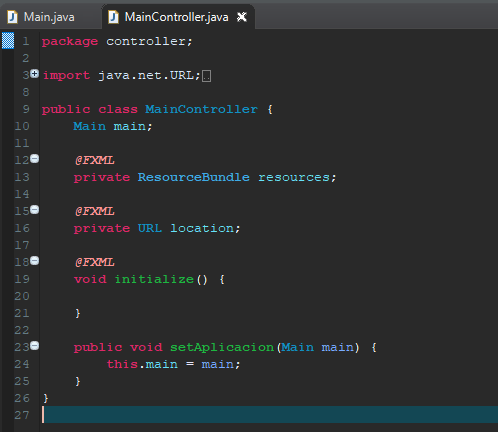 Main.java
MainController.java
1 package controller;
2
3 import java.net.URL;
8
9 public class MainController {
10 Main main;
11
12 @FXML
13 private ResourceBundle resources;
14
15 @FXML
16 private URL location;
17
18 @FXML
19 void initialize() {
20
21 }
22
23 public void setAplicacion(Main main) {
24 this.main = main;
25 }
26 }
27